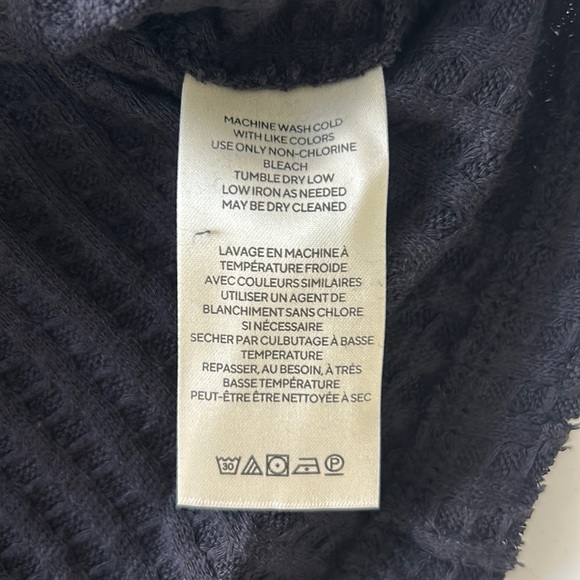 MACHINE WASH COLD
WITH LIKE COLORS
USE ONLY NON-CHLORINE
BLEACH
TUMBLE DRY LOW
LOW IRON AS NEEDED
MAY BE DRY CLEANED
LAVAGE EN MACHINE À
TEMPÉRATURE FROIDE
AVEC COULEURS SIMILAIRES
UTILISER UN AGENT DE
BLANCHIMENT SANS CHLORE
SI NÉCESSAIRE
SECHER PAR CULBUTAGE À BASSE
TEMPERATURE
REPASSER, AU BESOIN, À TRÈS
BASSE TEMPÉRATURE
PEUT-ÊTRE ÊTRE NETTOYÉE À SEC
30 P